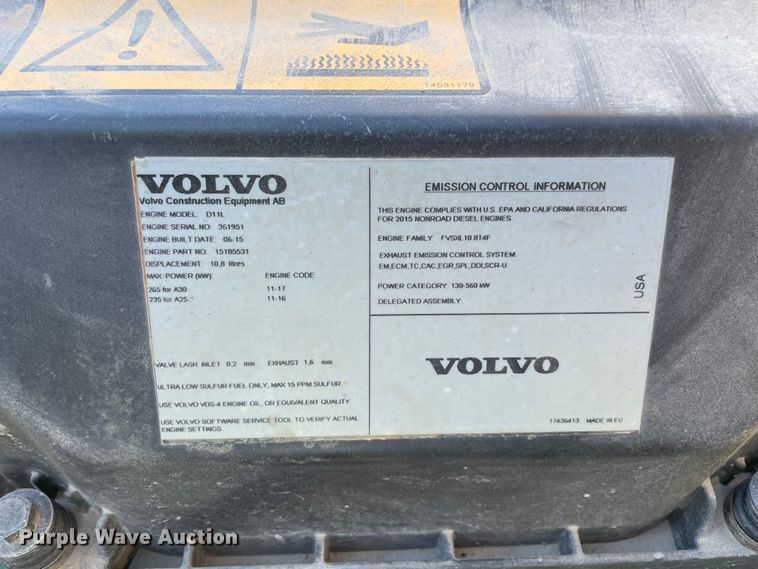 14531179
VOLVO
Volvo Construction Equipment AB
ENGINE MODEL: D11L
ENGINE SERIAL NO: 361951
ENGINE BUILT DATE: 06-15
ENGINE PART NO: 15185531
DISPLACEMENT: 10,8 litres
MAX POWER (kW): ENGINE CODE:
265 for A30 11-17
235 for A25 11-16
VALVE LASH INLET 0,2 mm EXHAUST 1,6 mm
ULTRA LOW SULFUR FUEL ONLY, MAX 15 PPM SULFUR
USE VOLVO VDS-4 ENGINE OIL, OR EQUIVALENT QUALITY
USE VOLVO SOFTWARE SERVICE TOOL TO VERIFY ACTUAL
ENGINE SETTINGS.
EMISSION CONTROL INFORMATION
THIS ENGINE COMPLIES WITH U.S. EPA AND CALIFORNIA REGULATIONS
FOR 2015 NONROAD DIESEL ENGINES.
ENGINE FAMILY: FVSXL10.8T4F
EXHAUST EMISSION CONTROL SYSTEM:
EM,ECM,TC,CAC,EGR,SPL,DDI,SCR-U
POWER CATEGORY: 130-560 kW
DELEGATED ASSEMBLY
USA
VOLVO
17436413 MADE IN EU
Purple Wave Auction